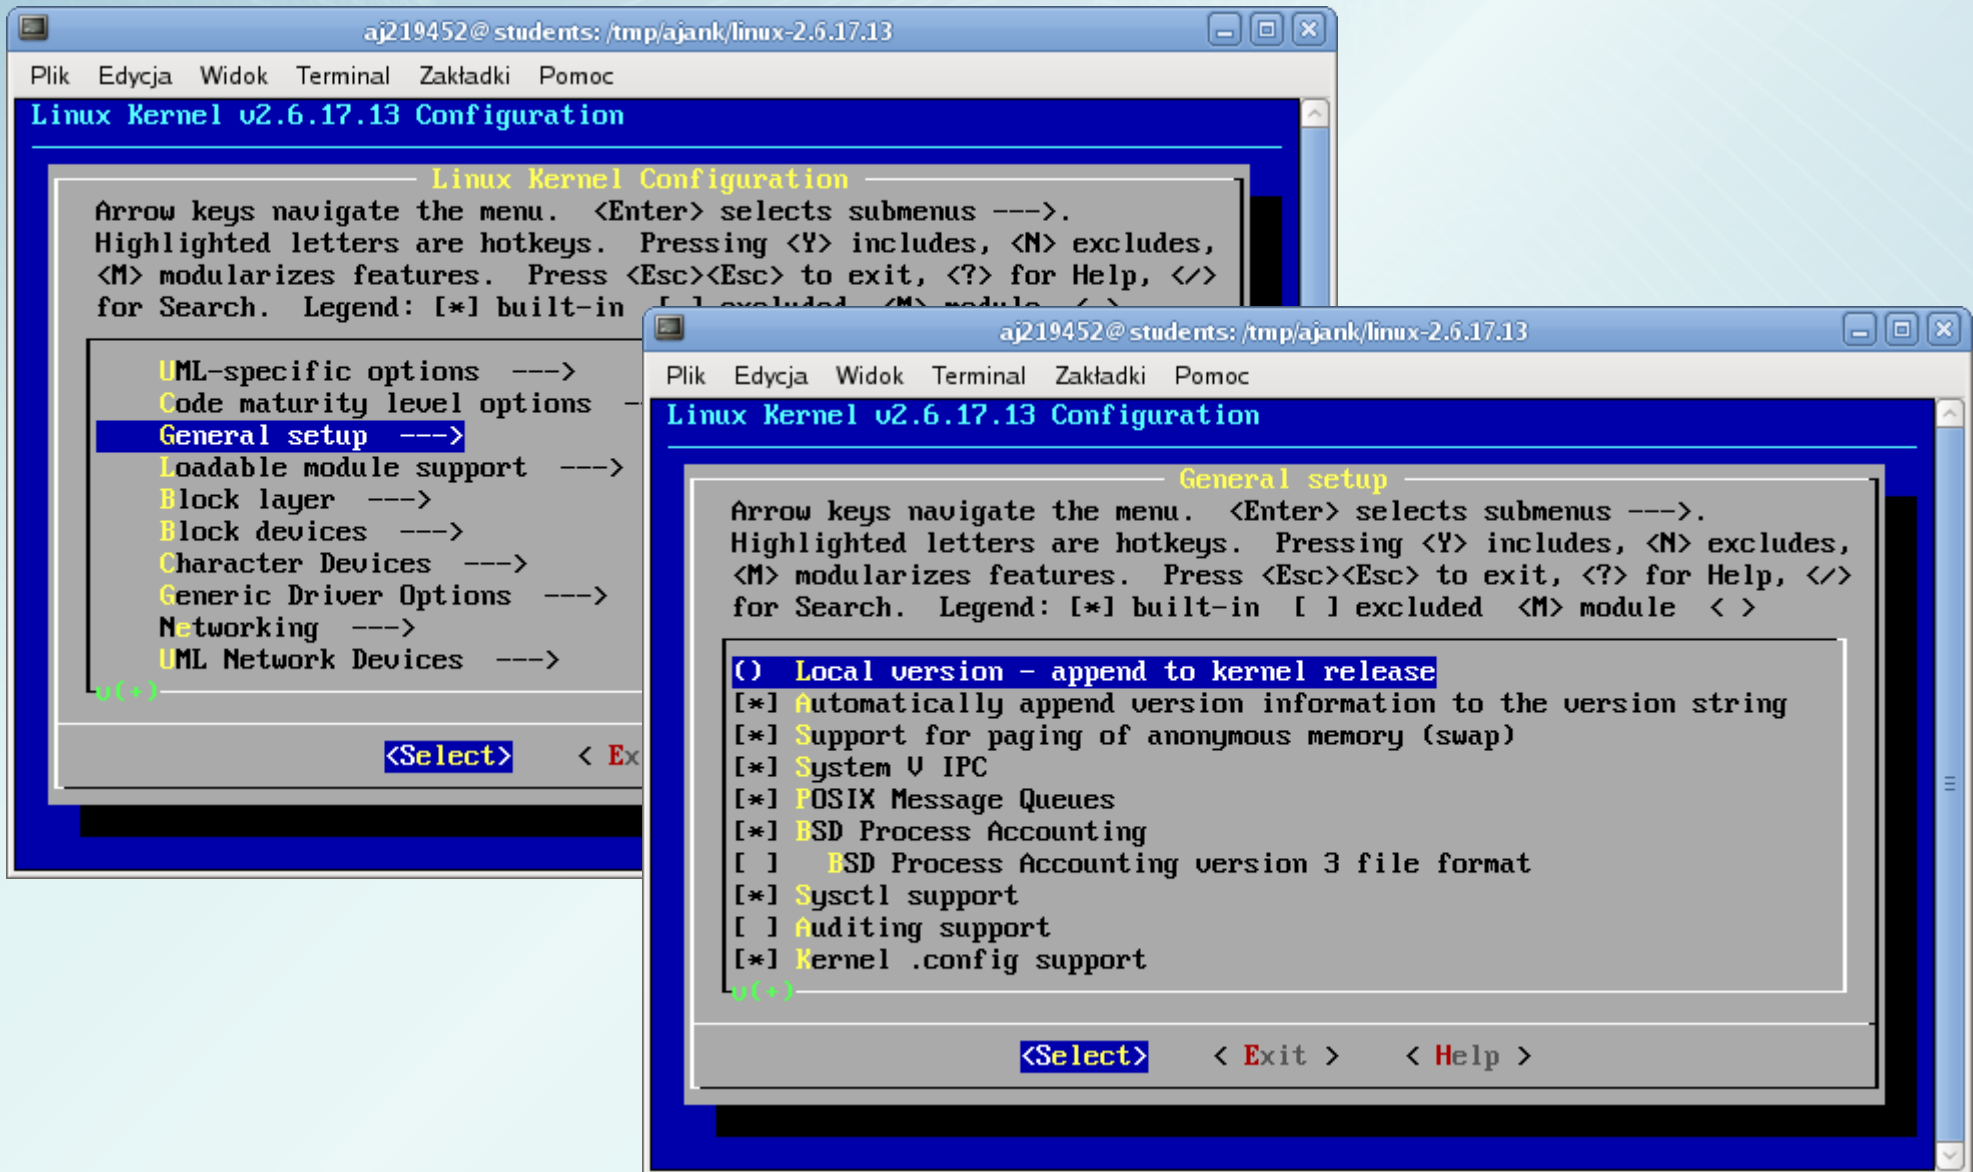 aj219452@students: /tmp/ajank/linux-2.6.17.13
Plik Edycja Widok Terminal Zakładki Pomoc
Linux Kernel v2.6.17.13 Configuration
Linux Kernel Configuration
Arrow keys navigate the menu. <Enter> selects submenus --->.
Highlighted letters are hotkeys. Pressing <Y> includes, <N> excludes,
<M> modularizes features. Press <Esc><Esc> to exit, <?> for Help, </>
for Search. Legend: [*] built-in [ ] excluded <M> module < >
UML-specific options --->
Code maturity level options -
General setup --->
Loadable module support --->
Block layer --->
Block devices --->
Character Devices --->
Generic Driver Options --->
Networking --->
UML Network Devices --->
v(+)
<Select> < Ex
aj219452@students: /tmp/ajank/linux-2.6.17.13
Plik Edycja Widok Terminal Zakładki Pomoc
Linux Kernel v2.6.17.13 Configuration
General setup
Arrow keys navigate the menu. <Enter> selects submenus --->.
Highlighted letters are hotkeys. Pressing <Y> includes, <N> excludes,
<M> modularizes features. Press <Esc><Esc> to exit, <?> for Help, </>
for Search. Legend: [*] built-in [ ] excluded <M> module < >
() Local version - append to kernel release
[*] Automatically append version information to the version string
[*] Support for paging of anonymous memory (swap)
[*] System V IPC
[*] POSIX Message Queues
[*] BSD Process Accounting
[ ] BSD Process Accounting version 3 file format
[*] Sysctl support
[ ] Auditing support
[*] Kernel .config support
v(+)
<Select> < Exit > < Help >